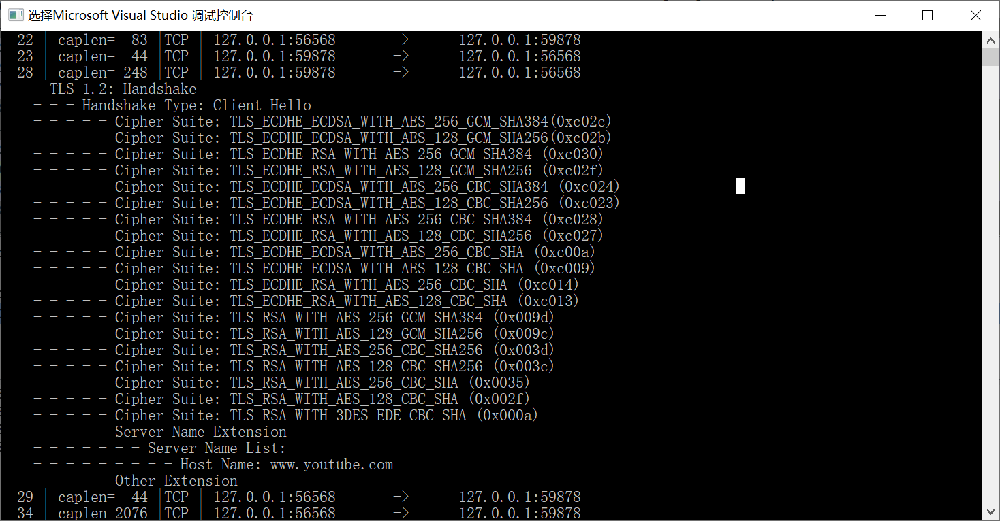 选择Microsoft Visual Studio 调试控制台
22 | caplen=  83 |TCP | 127.0.0.1:56568 -> 127.0.0.1:59878
23 | caplen=  44 |TCP | 127.0.0.1:59878 -> 127.0.0.1:56568
28 | caplen= 248 |TCP | 127.0.0.1:59878 -> 127.0.0.1:56568
- TLS 1.2: Handshake
- - - Handshake Type: Client Hello
- - - - - Cipher Suite: TLS_ECDHE_ECDSA_WITH_AES_256_GCM_SHA384(0xc02c)
- - - - - Cipher Suite: TLS_ECDHE_ECDSA_WITH_AES_128_GCM_SHA256(0xc02b)
- - - - - Cipher Suite: TLS_ECDHE_RSA_WITH_AES_256_GCM_SHA384 (0xc030)
- - - - - Cipher Suite: TLS_ECDHE_RSA_WITH_AES_128_GCM_SHA256 (0xc02f)
- - - - - Cipher Suite: TLS_ECDHE_ECDSA_WITH_AES_256_CBC_SHA384 (0xc024)
- - - - - Cipher Suite: TLS_ECDHE_ECDSA_WITH_AES_128_CBC_SHA256 (0xc023)
- - - - - Cipher Suite: TLS_ECDHE_RSA_WITH_AES_256_CBC_SHA384 (0xc028)
- - - - - Cipher Suite: TLS_ECDHE_RSA_WITH_AES_128_CBC_SHA256 (0xc027)
- - - - - Cipher Suite: TLS_ECDHE_ECDSA_WITH_AES_256_CBC_SHA (0xc00a)
- - - - - Cipher Suite: TLS_ECDHE_ECDSA_WITH_AES_128_CBC_SHA (0xc009)
- - - - - Cipher Suite: TLS_ECDHE_RSA_WITH_AES_256_CBC_SHA (0xc014)
- - - - - Cipher Suite: TLS_ECDHE_RSA_WITH_AES_128_CBC_SHA (0xc013)
- - - - - Cipher Suite: TLS_RSA_WITH_AES_256_GCM_SHA384 (0x009d)
- - - - - Cipher Suite: TLS_RSA_WITH_AES_128_GCM_SHA256 (0x009c)
- - - - - Cipher Suite: TLS_RSA_WITH_AES_256_CBC_SHA256 (0x003d)
- - - - - Cipher Suite: TLS_RSA_WITH_AES_128_CBC_SHA256 (0x003c)
- - - - - Cipher Suite: TLS_RSA_WITH_AES_256_CBC_SHA (0x0035)
- - - - - Cipher Suite: TLS_RSA_WITH_AES_128_CBC_SHA (0x002f)
- - - - - Cipher Suite: TLS_RSA_WITH_3DES_EDE_CBC_SHA (0x000a)
- - - - - Server Name Extension
- - - - - - - Server Name List:
- - - - - - - - - Host Name: www.youtube.com
- - - - - Other Extension
29 | caplen=  44 |TCP | 127.0.0.1:56568 -> 127.0.0.1:59878
34 | caplen=2076 |TCP | 127.0.0.1:56568 -> 127.0.0.1:59878